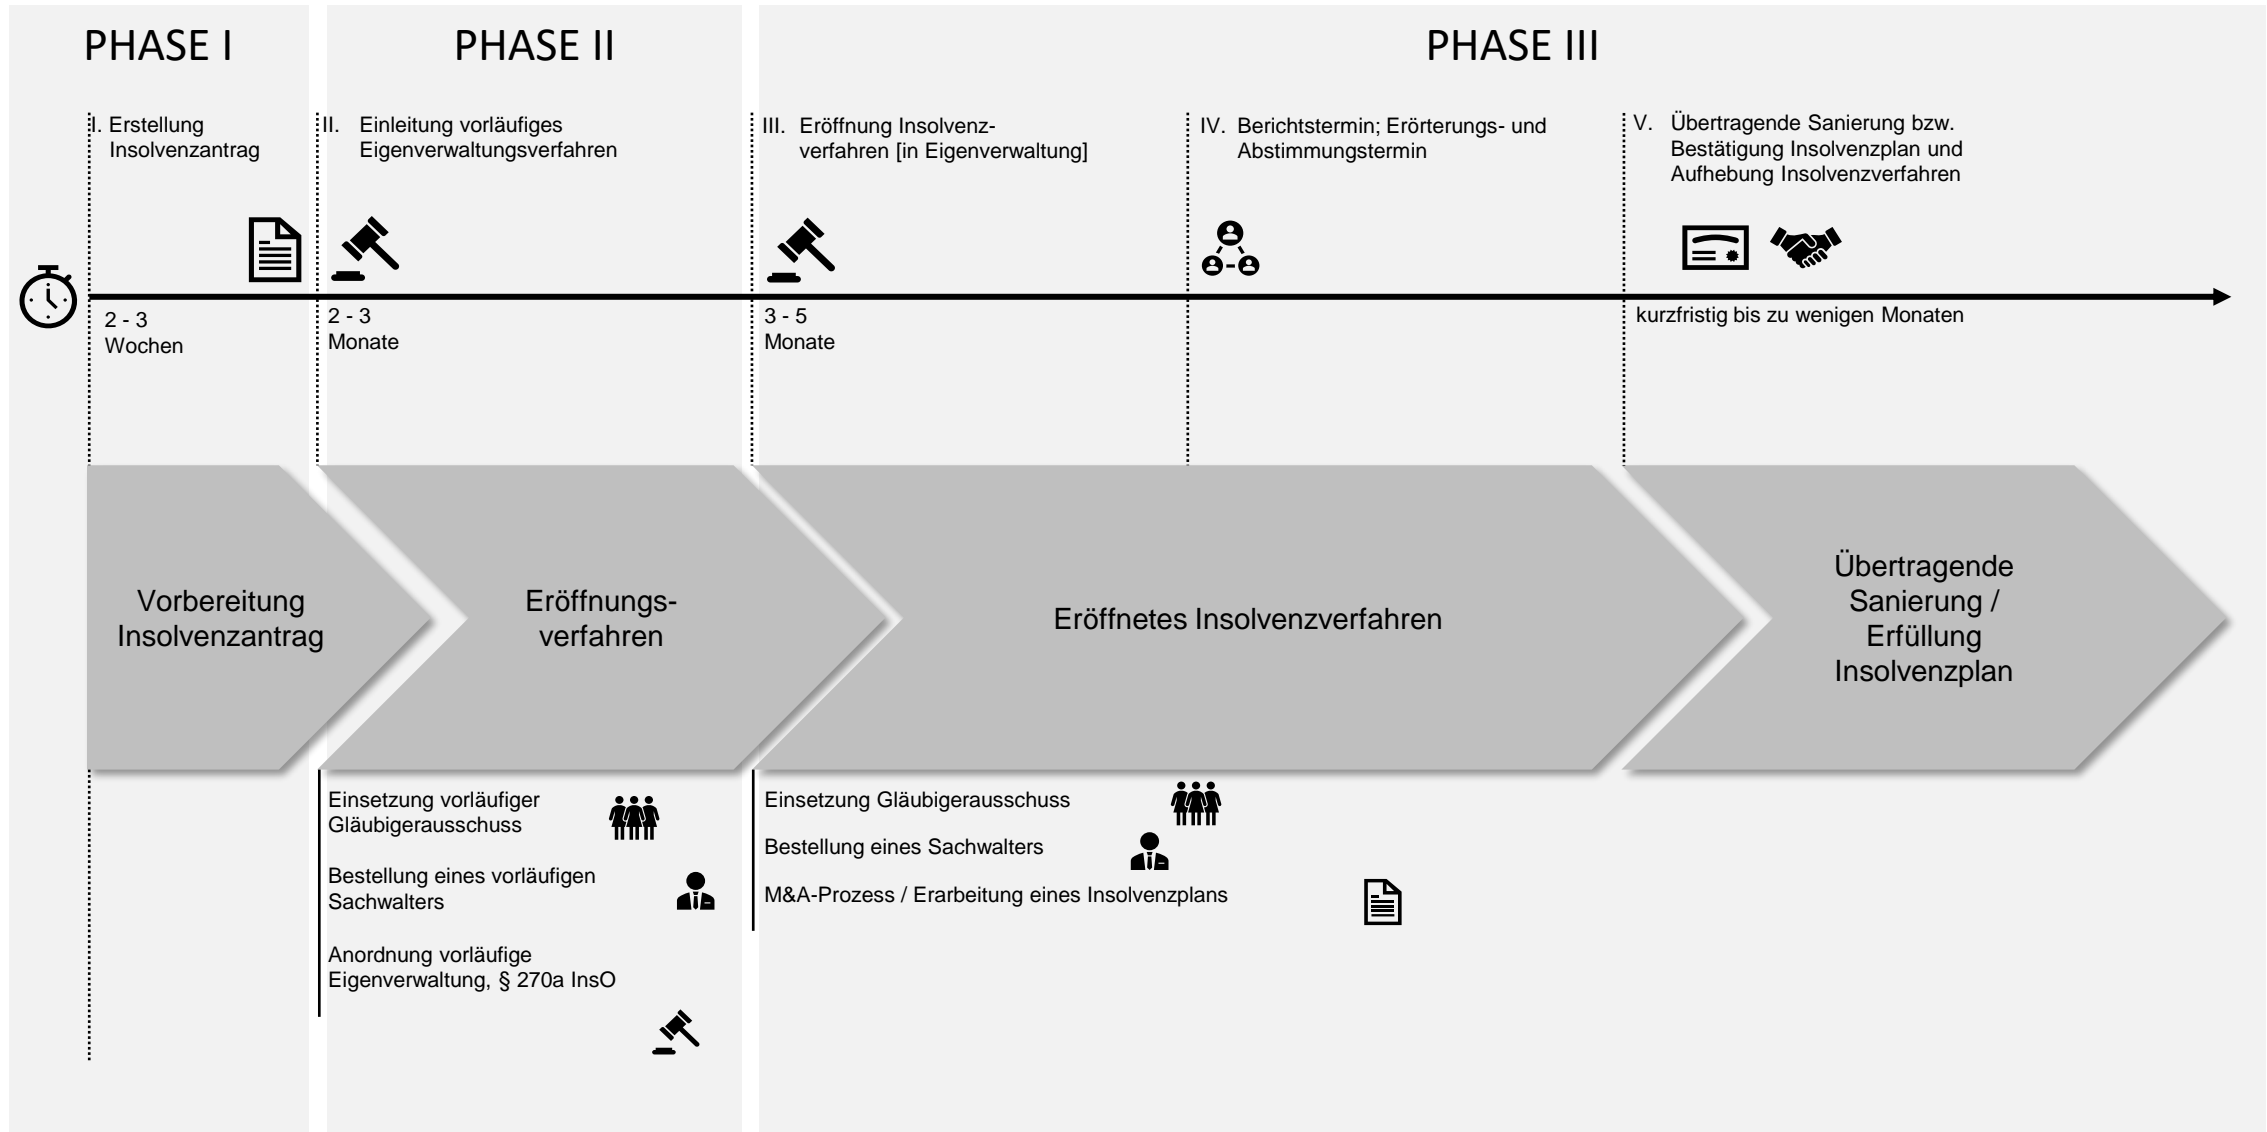 PHASE I
PHASE II
PHASE III
I. Erstellung
Insolvenzantrag
II. Einleitung vorläufiges
Eigenverwaltungsverfahren
III. Eröffnung Insolvenz-
verfahren [in Eigenverwaltung]
IV. Berichtstermin; Erörterungs- und
Abstimmungstermin
V. Übertragende Sanierung bzw.
Bestätigung Insolvenzplan und
Aufhebung Insolvenzverfahren
2 - 3
Wochen
2 - 3
Monate
3 - 5
Monate
kurzfristig bis zu wenigen Monaten
Vorbereitung
Insolvenzantrag
Eröffnungs-
verfahren
Eröffnetes Insolvenzverfahren
Übertragende
Sanierung /
Erfüllung
Insolvenzplan
Einsetzung vorläufiger
Gläubigerausschuss
Bestellung eines vorläufigen
Sachwalters
Anordnung vorläufige
Eigenverwaltung, § 270a InsO
Einsetzung Gläubigerausschuss
Bestellung eines Sachwalters
M&A-Prozess / Erarbeitung eines Insolvenzplans